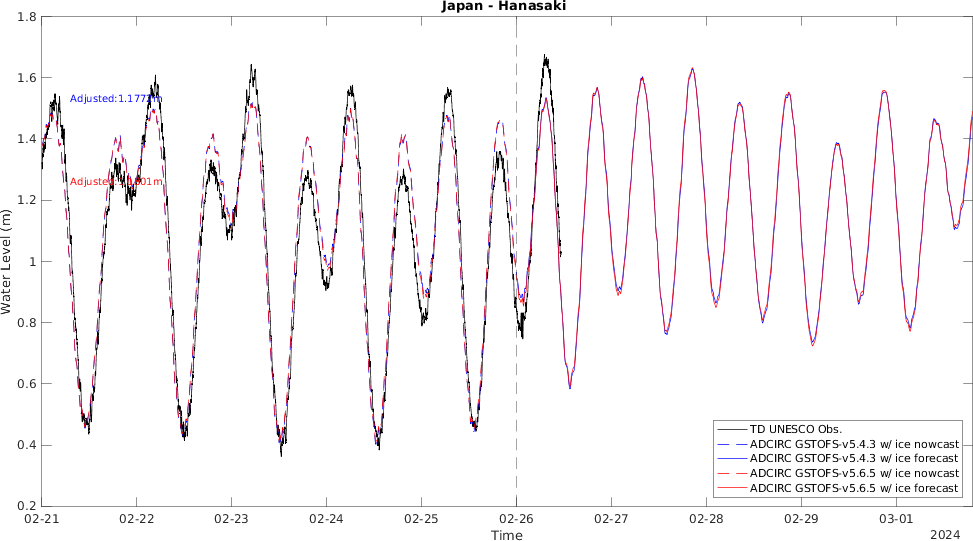 Japan - Hanasaki
1.8
1.6
1.4
1.2
1
0.8
0.6
0.4
0.2
Water Level (m)
Adjusted:1.1772m
02-21
02-22
02-23
02-24
02-25
02-26
02-27
02-28
02-29
03-01
Time
2024
TD UNESCO Obs.
ADCIRC GSTOFS-v5.4.3 w/ ice nowcast
ADCIRC GSTOFS-v5.4.3 w/ ice forecast
ADCIRC GSTOFS-v5.6.5 w/ ice nowcast
ADCIRC GSTOFS-v5.6.5 w/ ice forecast